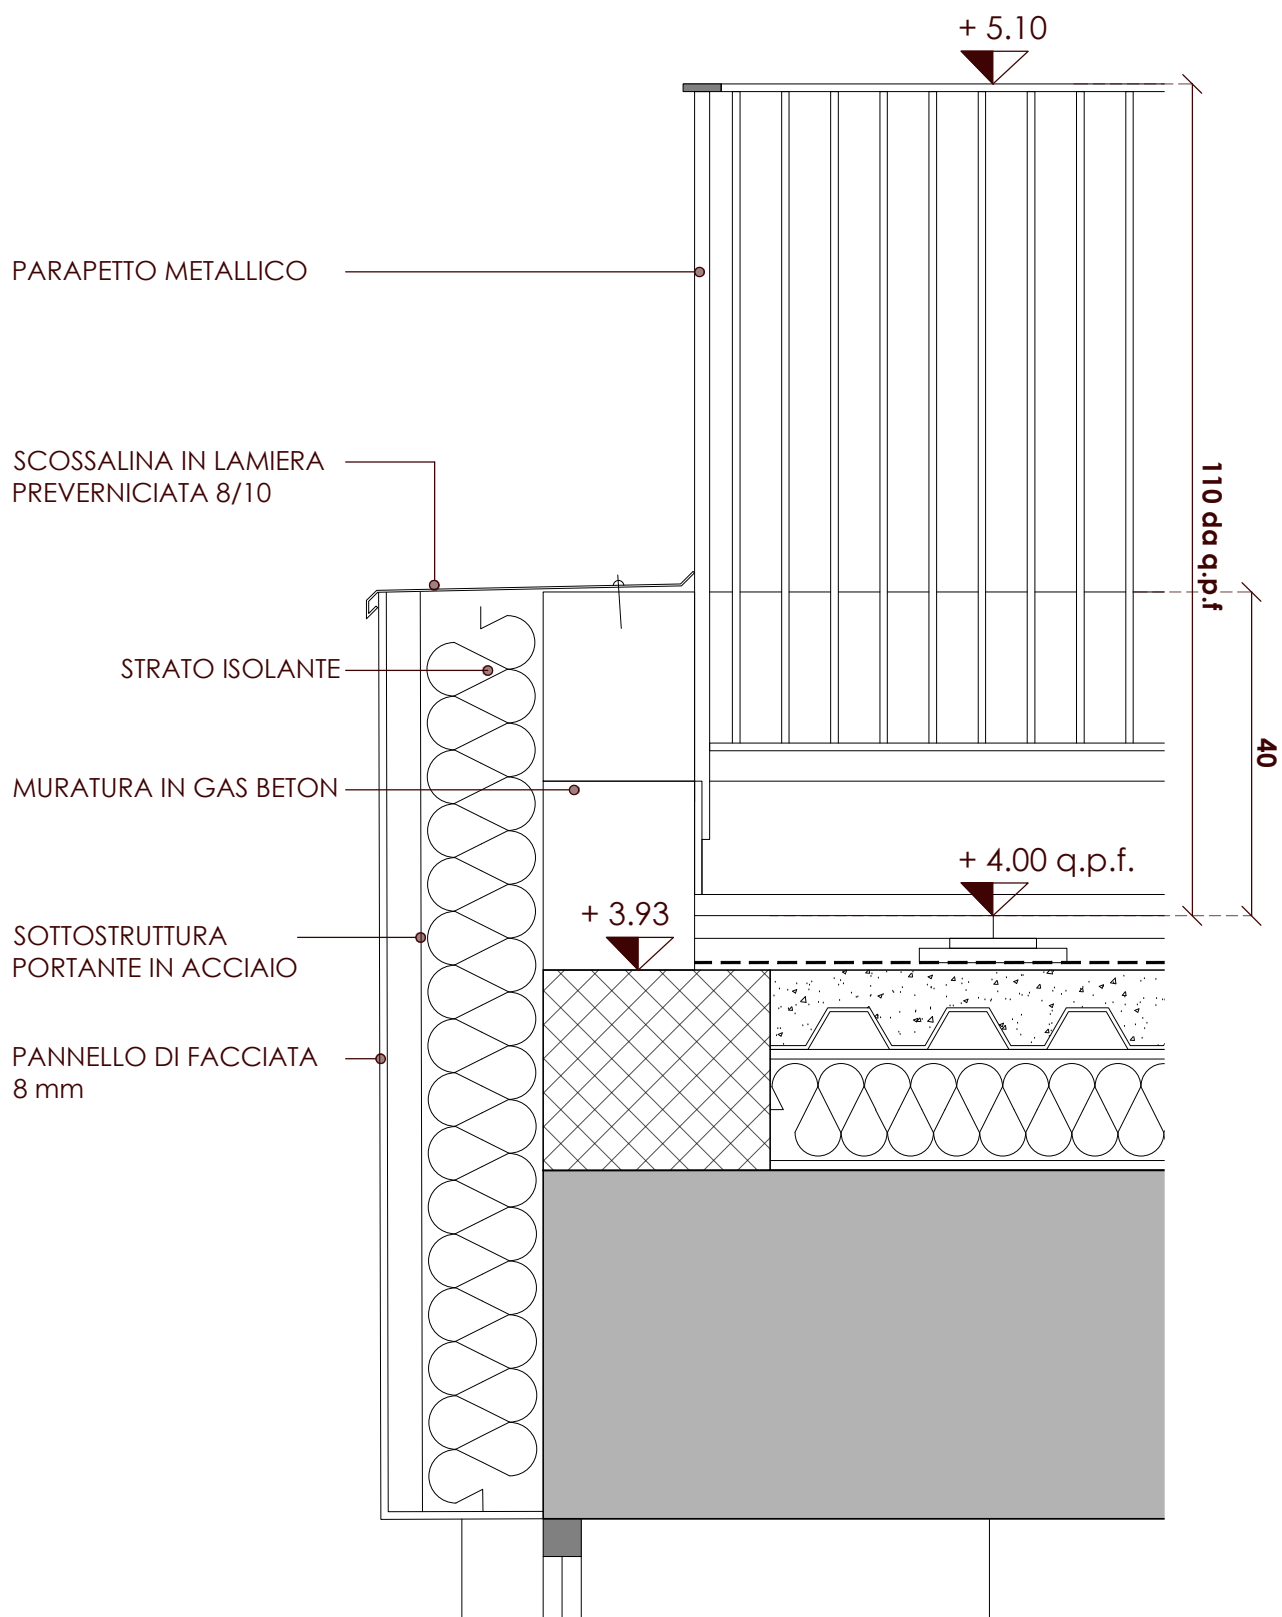 + 5.10
PARAPETTO METALLICO
SCOSSALINA IN LAMIERA
PREVERNICIATA 8/10
110 da q.p.f
STRATO ISOLANTE
40
MURATURA IN GAS BETON
+ 4.00 q.p.f.
+ 3.93
SOTTOSTRUTTURA
PORTANTE IN ACCIAIO
PANNELLO DI FACCIATA
8 mm